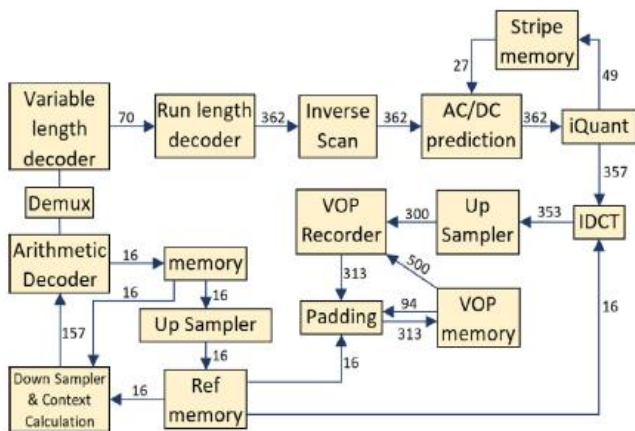 Stripe
memory
27
49
Variable
length
decoder
70
Run length
decoder
362
Inverse
Scan
362
AC/DC
prediction
362
iQuant
357
Demux
VOP
Recorder
300
Up
Sampler
353
IDCT
Arithmetic
Decoder
16
memory
16
16
313
500
16
Up Sampler
Padding
94
313
VOP
memory
157
16
16
Down Sampler
& Context
Calculation
16
Ref
memory